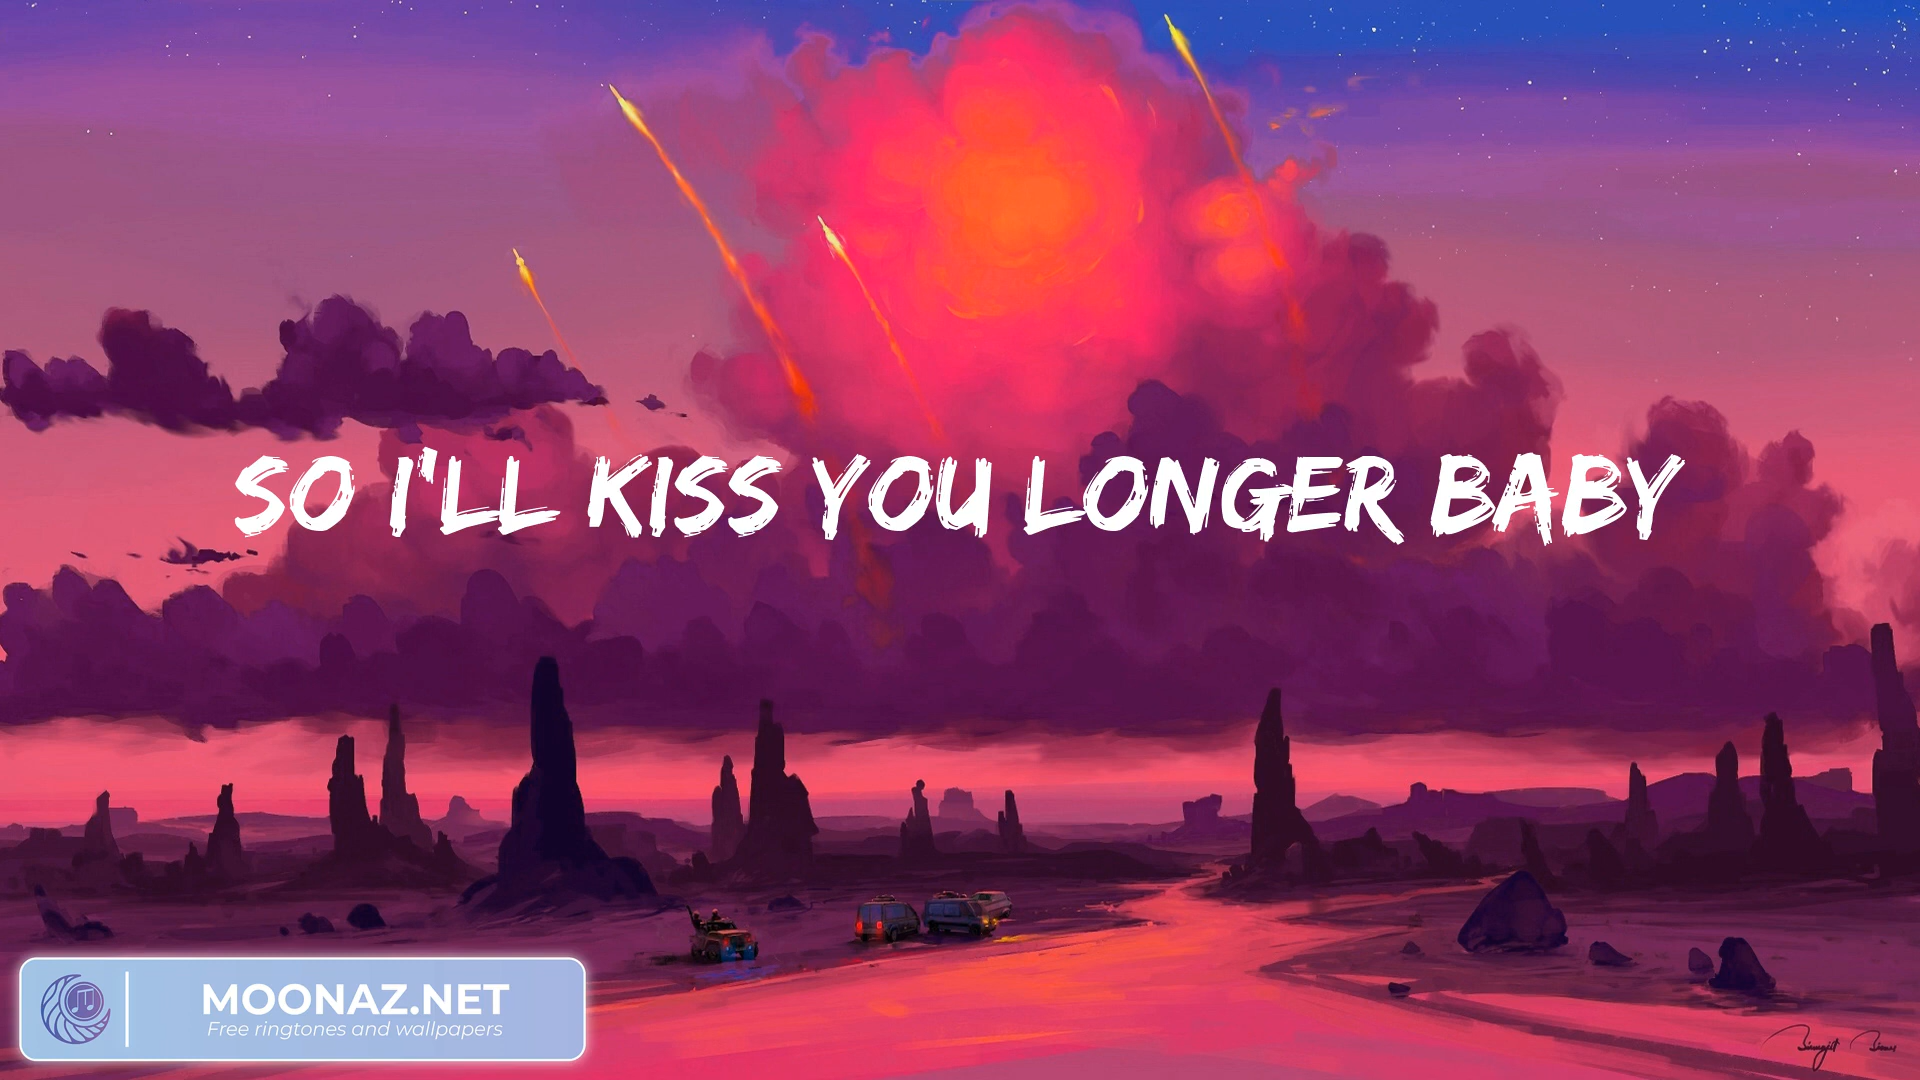 SO I'LL KISS YOU LONGER BABY
MOONAZ.NET
Free ringtones and wallpapers